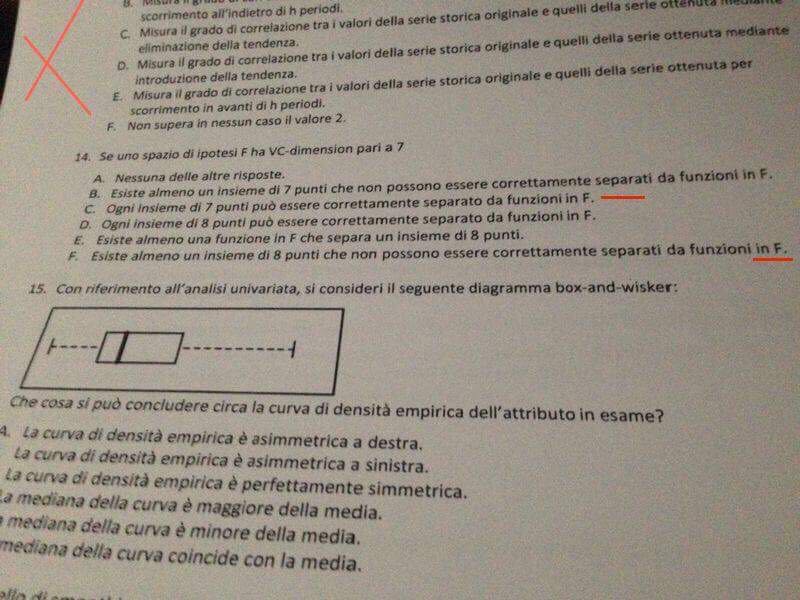 B. Misura il grado di
scorrimento all'indietro di h periodi.
C. Misura il grado di correlazione tra i valori della serie storica originale e quelli della serie ottenuta mediante
eliminazione della tendenza.
D. Misura il grado di correlazione tra i valori della serie storica originale e quelli della serie ottenuta mediante
introduzione della tendenza.
E. Misura il grado di correlazione tra i valori della serie storica originale e quelli della serie ottenuta per
scorrimento in avanti di h periodi.
F. Non supera in nessun caso il valore 2.
14. Se uno spazio di ipotesi F ha VC-dimension pari a 7
A. Nessuna delle altre risposte.
B. Esiste almeno un insieme di 7 punti che non possono essere correttamente separati da funzioni in F.
C. Ogni insieme di 7 punti può essere correttamente separato da funzioni in F.
D. Ogni insieme di 8 punti può essere correttamente separato da funzioni in F.
E. Esiste almeno una funzione in F che separa un insieme di 8 punti.
F. Esiste almeno un insieme di 8 punti che non possono essere correttamente separati da funzioni in F.
15. Con riferimento all'analisi univariata, si consideri il seguente diagramma box-and-wisker:
Che cosa si può concludere circa la curva di densità empirica dell'attributo in esame?
A. La curva di densità empirica è asimmetrica a destra.
La curva di densità empirica è asimmetrica a sinistra.
La curva di densità empirica è perfettamente simmetrica.
La mediana della curva è maggiore della media.
mediana della curva è minore della media.
mediana della curva coincide con la media.